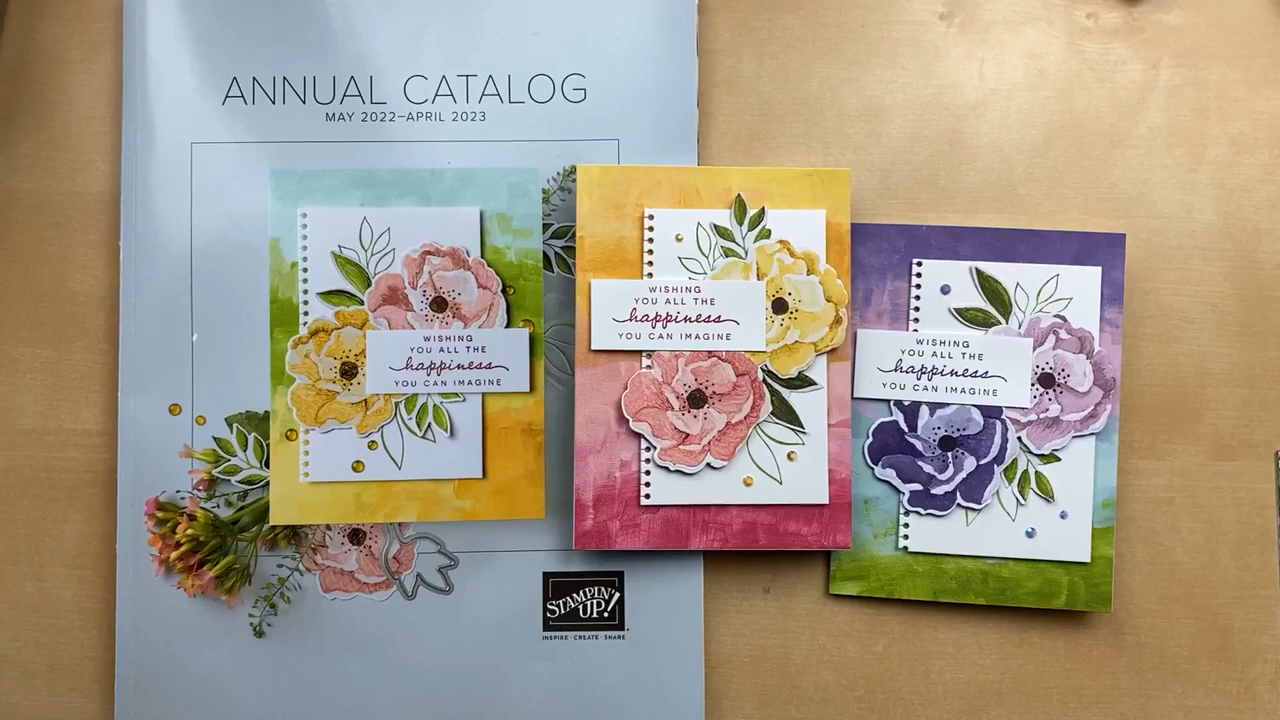 ANNUAL CATALOG
MAY 2022–APRIL 2023
WISHING
YOU ALL THE
happiness
YOU CAN IMAGINE
WISHING
YOU ALL THE
happiness
YOU CAN IMAGINE
WISHING
YOU ALL THE
happiness
YOU CAN IMAGINE
STAMPIN'
UP!
INSPIRE · CREATE · SHARE